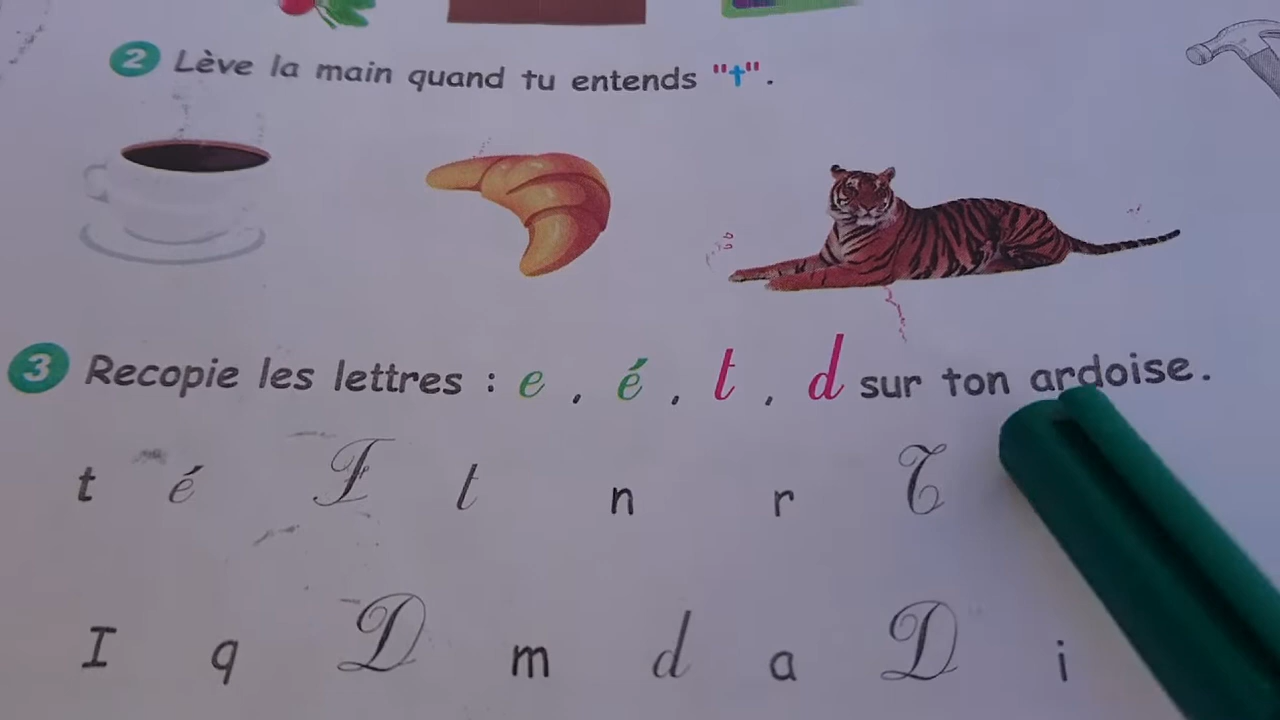 2 Lève la main quand tu entends "t".
3 Recopie les lettres : e , é , t , d sur ton ardoise.
t é F t n r T
I q D m d a D i